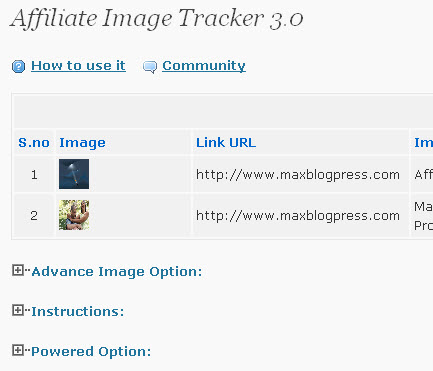 Affiliate Image Tracker 3.0
How to use it Community
S.no Image Link URL Im
1 http://www.maxblogpress.com Aff
2 http://www.maxblogpress.com Ma
Pro
Advance Image Option:
Instructions:
Powered Option: